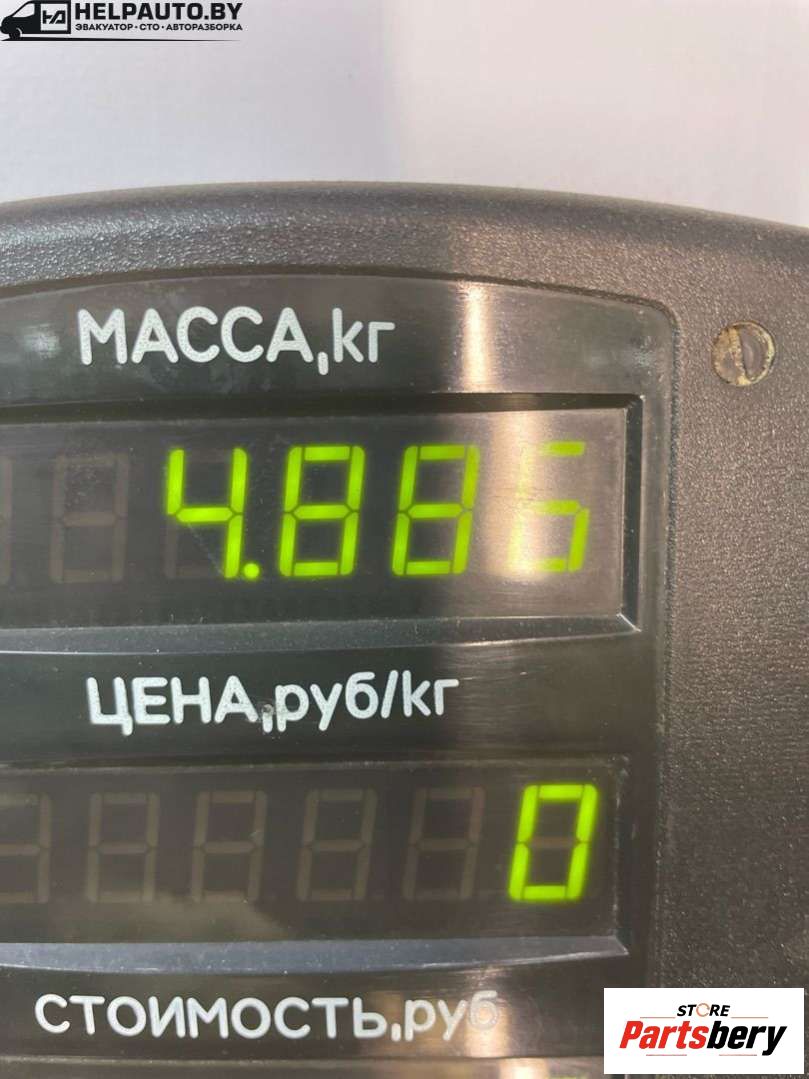 HELPAUTO.BY
ЭВАКУАТОР • СТО • АВТОРАЗБОРКА
МАССА,кг
4.886
ЦЕНА,руб/кг
0
СТОИМОСТЬ,руб
STORE
Partsbery